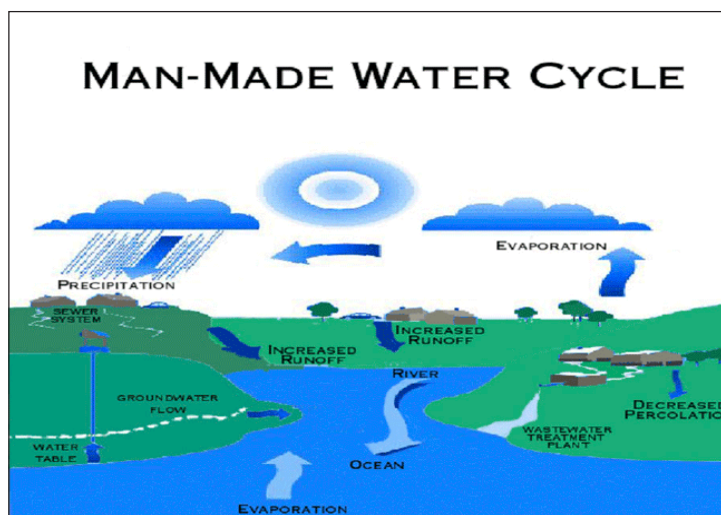 MAN-MADE WATER CYCLE
EVAPORATION
PRECIPITATION
SEWER
SYSTEM
INCREASED
RUNOFF
INCREASED
RUNOFF
RIVER
GROUNDWATER
FLOW
DECREASED
PERCOLATION
WASTEWATER
TREATMENT
PLANT
WATER
TABLE
OCEAN
EVAPORATION